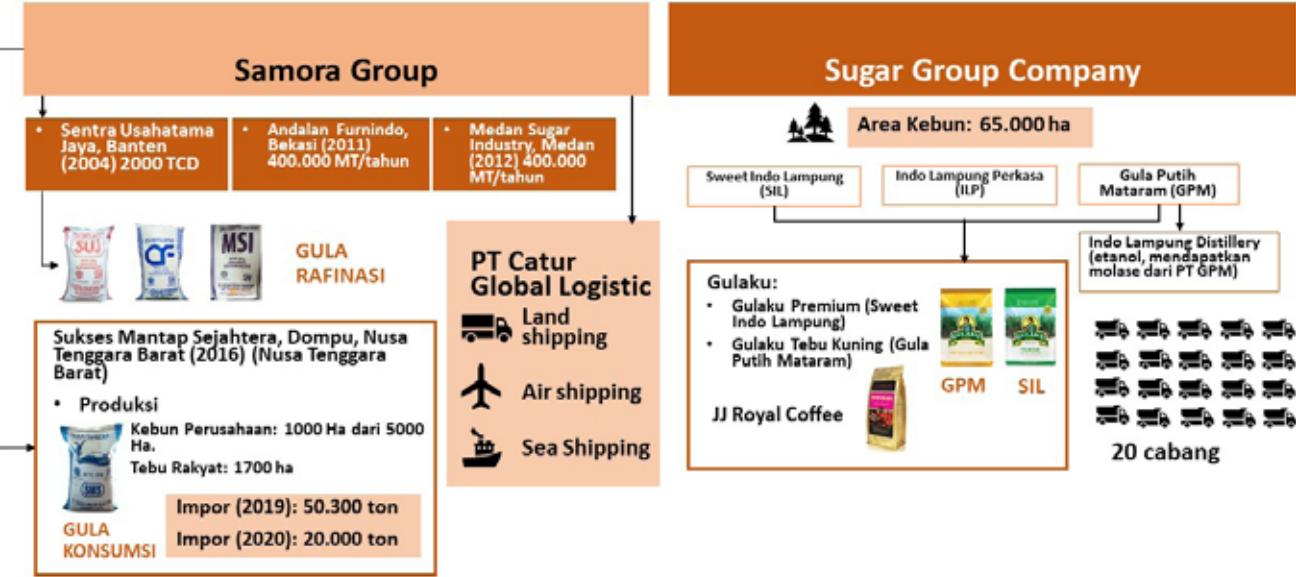 Samora Group
• Sentra Usahatama
Jaya, Banten
(2004) 2000 TCD
• Andalan Furnindo,
Bekasi (2011)
400.000 MT/tahun
• Medan Sugar
Industry, Medan
(2012) 400.000
MT/tahun
SUJ
AF
MSI
GULA
RAFINASI
PT Catur
Global Logistic
Land
shipping
Air shipping
Sea Shipping
Sukses Mantap Sejahtera, Dompu, Nusa
Tenggara Barat (2016) (Nusa Tenggara
Barat)
• Produksi
Kebun Perusahaan: 1000 Ha dari 5000
Ha.
Tebu Rakyat: 1700 ha
SMS
GULA
KONSUMSI
Impor (2019): 50.300 ton
Impor (2020): 20.000 ton
Sugar Group Company
Area Kebun: 65.000 ha
Sweet Indo Lampung
(SIL)
Indo Lampung Perkasa
(ILP)
Gula Putih
Mataram (GPM)
Indo Lampung Distillery
(etanol, mendapatkan
molase dari PT GPM)
Gulaku:
• Gulaku Premium (Sweet
Indo Lampung)
• Gulaku Tebu Kuning (Gula
Putih Mataram)
GPM
SIL
JJ Royal Coffee
20 cabang